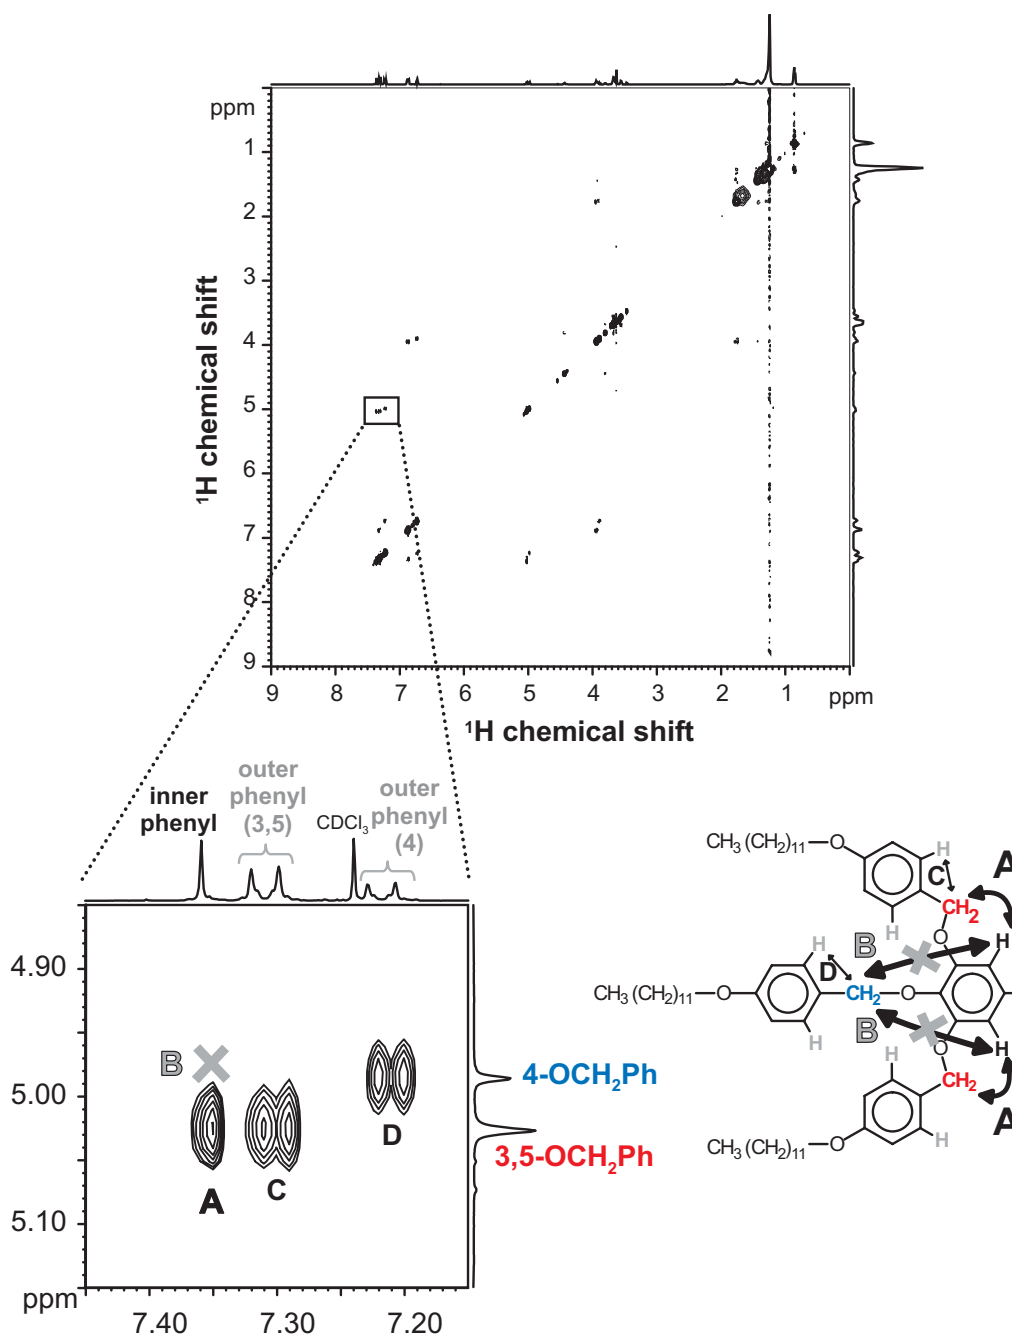 ppm
1
2
3
4
5
6
7
8
9
¹H chemical shift
9 8 7 6 5 4 3 2 1 ppm
¹H chemical shift
inner
phenyl
outer
phenyl
(3,5)
CDCl₃
outer
phenyl
(4)
4.90
5.00
5.10
ppm
7.40 7.30 7.20
B
A
C
D
4-OCH₂Ph
3,5-OCH₂Ph
CH₃(CH₂)₁₁—O
H
C
A
CH₂
H
O
H
B
H
D
CH₃(CH₂)₁₁—O
CH₂
O
H
B
H
O
H
CH₂
A
CH₃(CH₂)₁₁—O
H